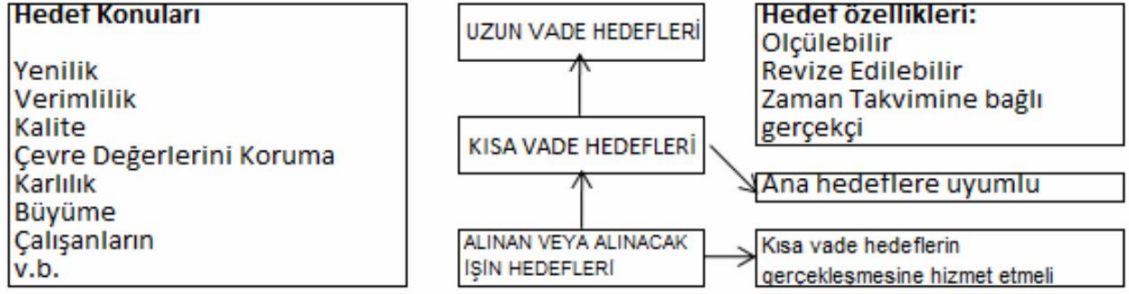 Hedef Konuları
Yenilik
Verimlilik
Kalite
Çevre Değerlerini Koruma
Karlılık
Büyüme
Çalışanların
v.b.
UZUN VADE HEDEFLERİ
KISA VADE HEDEFLERİ
ALINAN VEYA ALINACAK
İŞİN HEDEFLERİ
Hedef özellikleri:
Olçülebilir
Revize Edilebilir
Zaman Takvimine bağlı
gerçekçi
Ana hedeflere uyumlu
Kısa vade hedeflerin
gerçekleşmesine hizmet etmeli